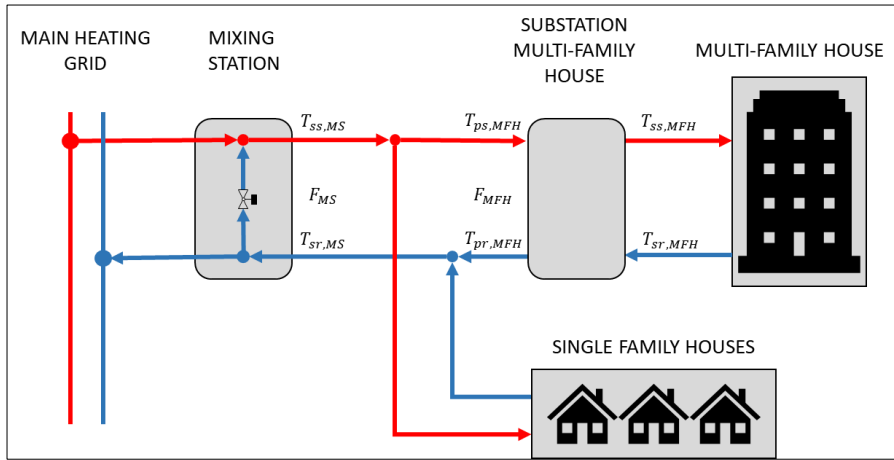 MAIN HEATING
GRID
MIXING
STATION
SUBSTATION
MULTI-FAMILY
HOUSE
MULTI-FAMILY HOUSE
T_{ss,MS}
T_{ps,MFH}
T_{ss,MFH}
F_{MS}
F_{MFH}
T_{sr,MS}
T_{pr,MFH}
T_{sr,MFH}
SINGLE FAMILY HOUSES